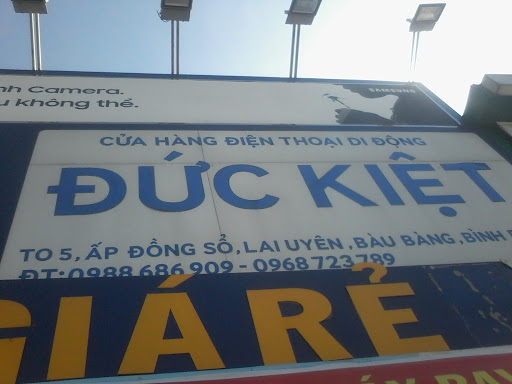 nh Camera.
u không thể.
SAMSUNG
CỬA HÀNG ĐIỆN THOẠI DI ĐỘNG
ĐỨC KIỆT
TO 5, ẤP ĐỒNG SỔ, LAI UYÊN, BÀU BÀNG, BÌNH
ĐT: 0988 686 909 - 0968 723789
GIÁ RẺ